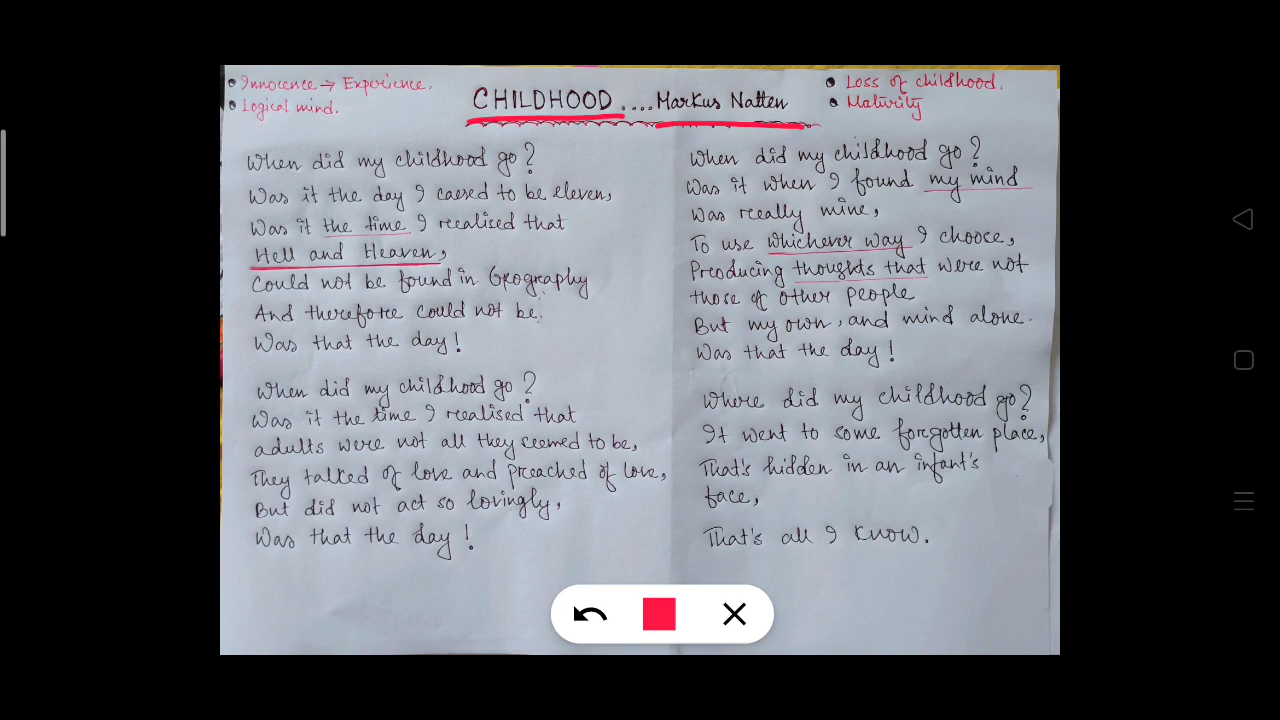 • Innocence → Experience.
• Logical mind.
CHILDHOOD .... Markus Natten
• Loss of childhood.
• Maturity
When did my childhood go?
Was it the day I ceased to be eleven,
Was it the time I realised that
Hell and Heaven,
Could not be found in Geography
And therefore could not be.
Was that the day!
When did my childhood go?
Was it the time I realised that
adults were not all they seemed to be,
They talked of love and preached of love,
But did not act so lovingly,
Was that the day!
When did my childhood go?
Was it when I found my mind
Was really mine,
To use whichever way I choose,
Producing thoughts that were not
those of other people
But my own, and mind alone.
Was that the day!
Where did my childhood go?
It went to some forgotten place,
That's hidden in an infant's
face,
That's all I know.